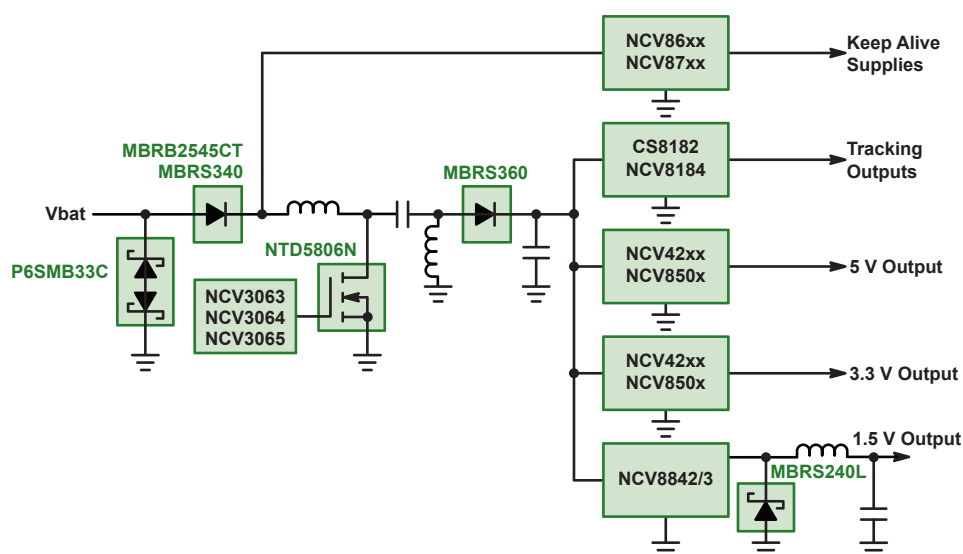 NCV86xx
NCV87xx
Keep Alive
Supplies
MBRB2545CT
MBRS340
MBRS360
CS8182
NCV8184
Tracking
Outputs
Vbat
P6SMB33C
NTD5806N
NCV3063
NCV3064
NCV3065
NCV42xx
NCV850x
5 V Output
NCV42xx
NCV850x
3.3 V Output
NCV8842/3
1.5 V Output
MBRS240L